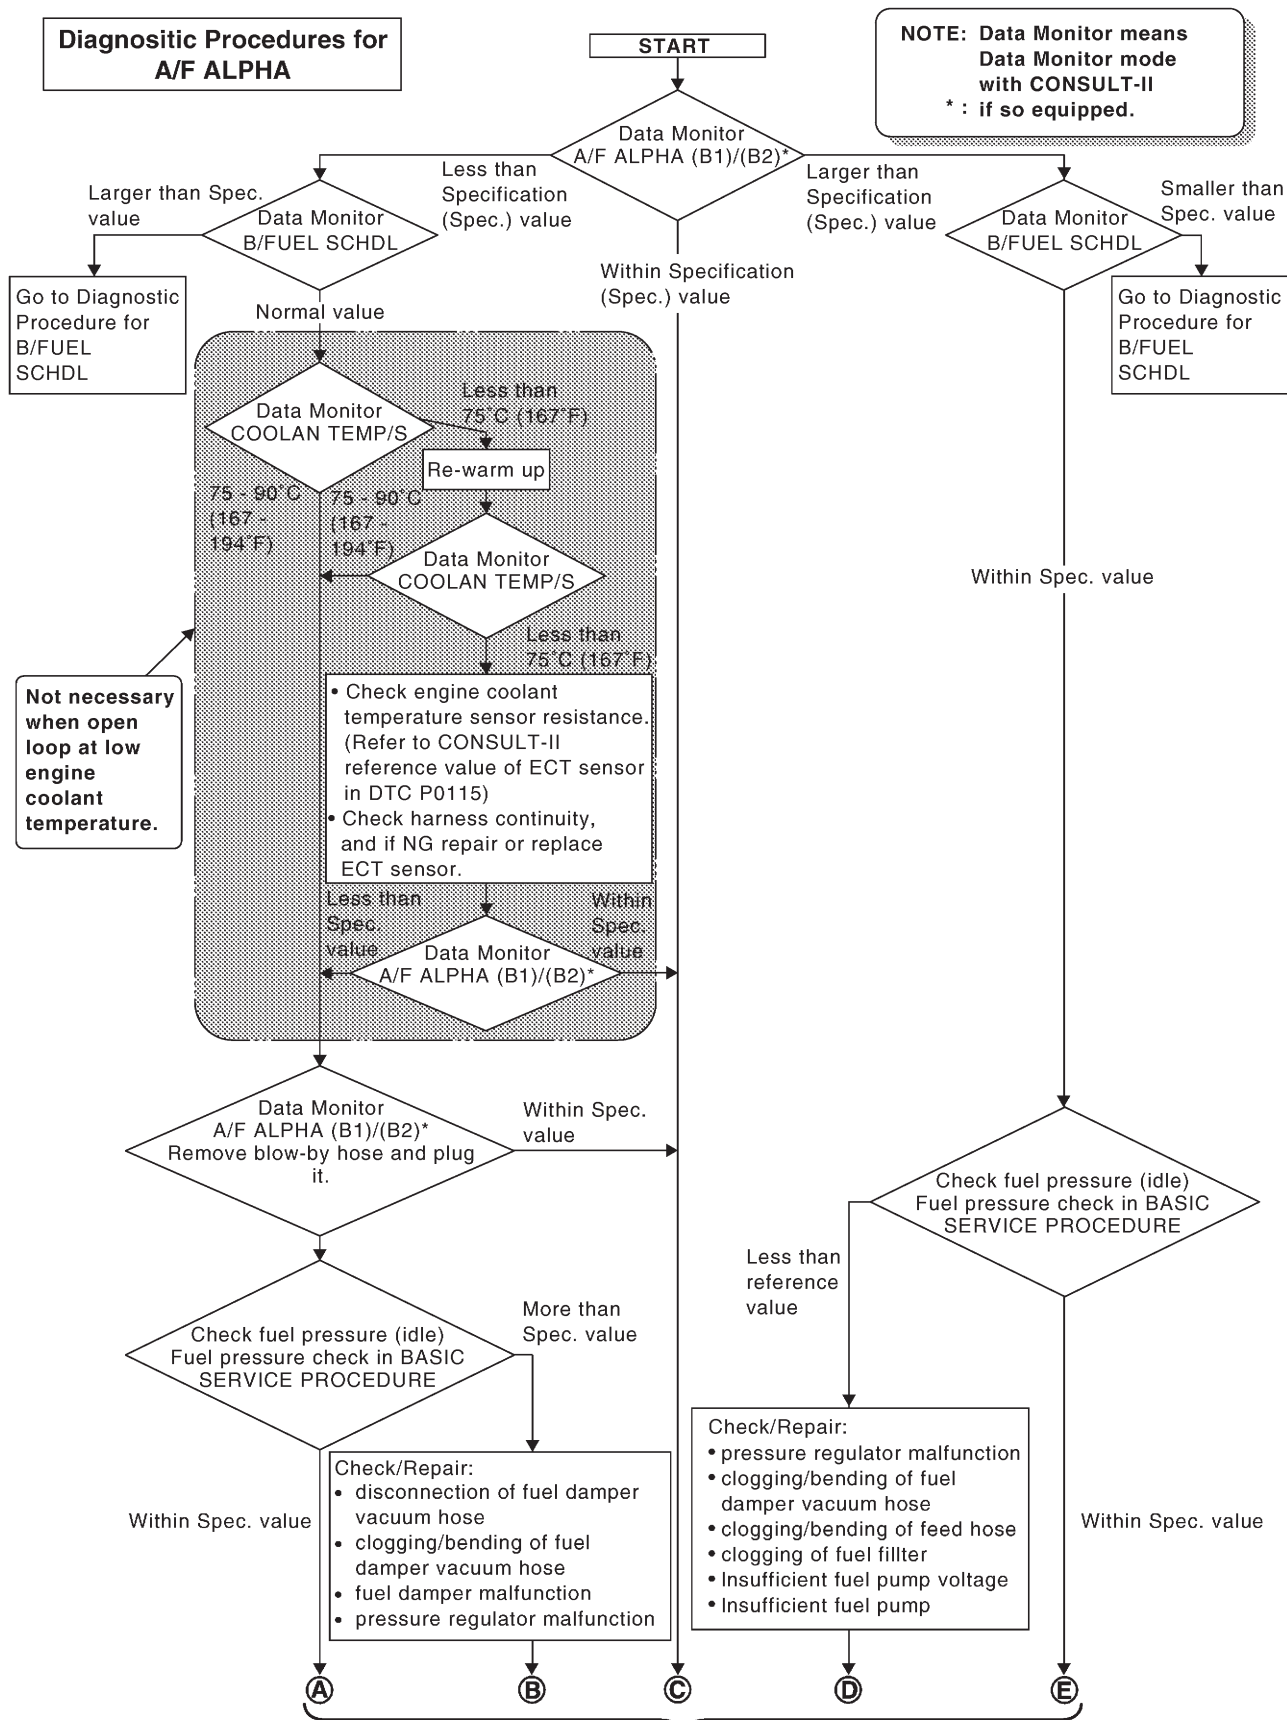 Diagnositic Procedures for
A/F ALPHA
START
NOTE: Data Monitor means
Data Monitor mode
with CONSULT-II
* : if so equipped.
Data Monitor
A/F ALPHA (B1)/(B2)*
Less than
Specification
(Spec.) value
Larger than
Specification
(Spec.) value
Within Specification
(Spec.) value
Larger than Spec.
value
Data Monitor
B/FUEL SCHDL
Go to Diagnostic
Procedure for
B/FUEL
SCHDL
Normal value
Data Monitor
B/FUEL SCHDL
Smaller than
Spec. value
Go to Diagnostic
Procedure for
B/FUEL
SCHDL
Data Monitor
COOLAN TEMP/S
Less than
75˚C (167˚F)
Re-warm up
75 - 90˚C
(167 -
194˚F)
75 - 90˚C
(167 -
194˚F)
Data Monitor
COOLAN TEMP/S
Less than
75˚C (167˚F)
Within Spec. value
Not necessary
when open
loop at low
engine
coolant
temperature.
• Check engine coolant
temperature sensor resistance.
(Refer to CONSULT-II
reference value of ECT sensor
in DTC P0115)
• Check harness continuity,
and if NG repair or replace
ECT sensor.
Less than
Spec.
value
Within
Spec.
value
Data Monitor
A/F ALPHA (B1)/(B2)*
Data Monitor
A/F ALPHA (B1)/(B2)*
Remove blow-by hose and plug
it.
Within Spec.
value
Check fuel pressure (idle)
Fuel pressure check in BASIC
SERVICE PROCEDURE
Less than
reference
value
Check fuel pressure (idle)
Fuel pressure check in BASIC
SERVICE PROCEDURE
More than
Spec. value
Within Spec. value
Check/Repair:
• disconnection of fuel damper
vacuum hose
• clogging/bending of fuel
damper vacuum hose
• fuel damper malfunction
• pressure regulator malfunction
Check/Repair:
• pressure regulator malfunction
• clogging/bending of fuel
damper vacuum hose
• clogging/bending of feed hose
• clogging of fuel fillter
• Insufficient fuel pump voltage
• Insufficient fuel pump
Within Spec. value
A B C D E